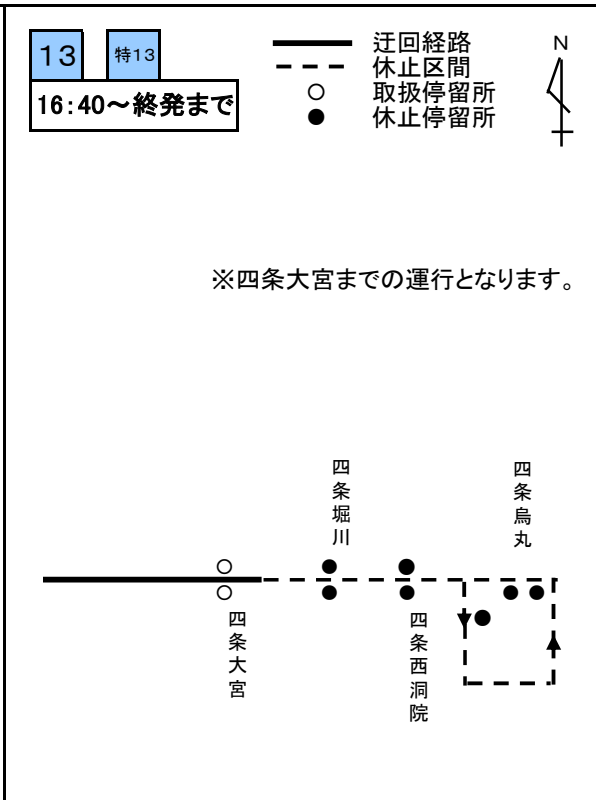 13
特13
16:40～終発まで
迂回経路
休止区間
取扱停留所
休止停留所
N
※四条大宮までの運行となります。
四条堀川
四条烏丸
四条大宮
四条西洞院